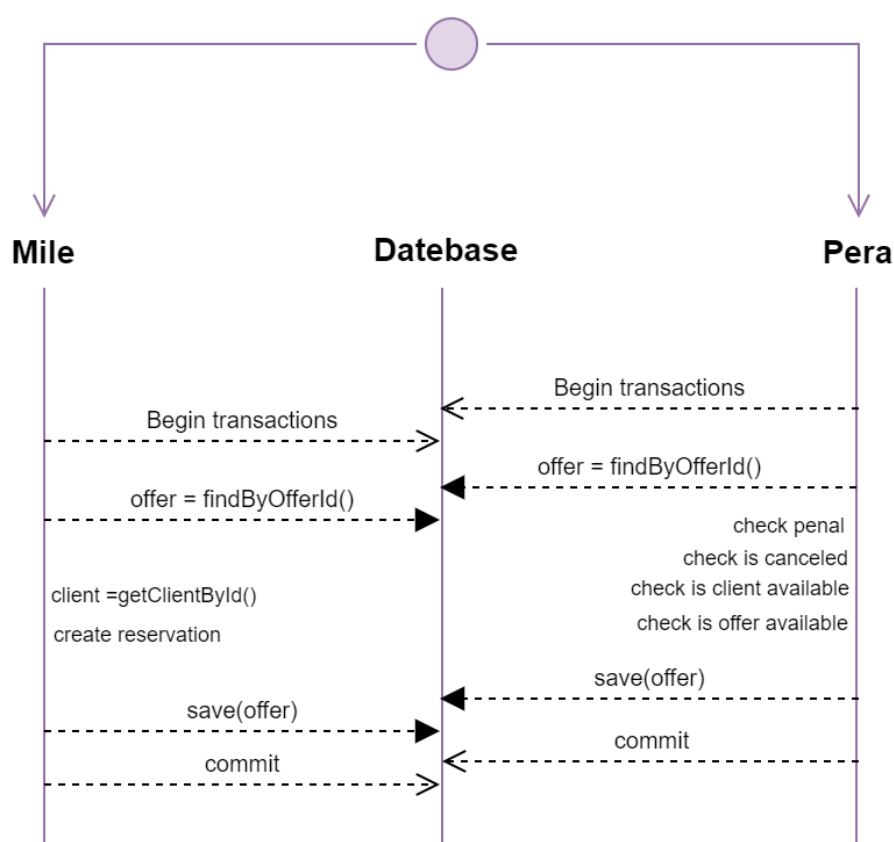 Mile
Datebase
Pera
Begin transactions
Begin transactions
offer = findByOfferId()
offer = findByOfferId()
check penal
check is canceled
check is client available
client =getClientById()
check is offer available
create reservation
save(offer)
save(offer)
commit
commit